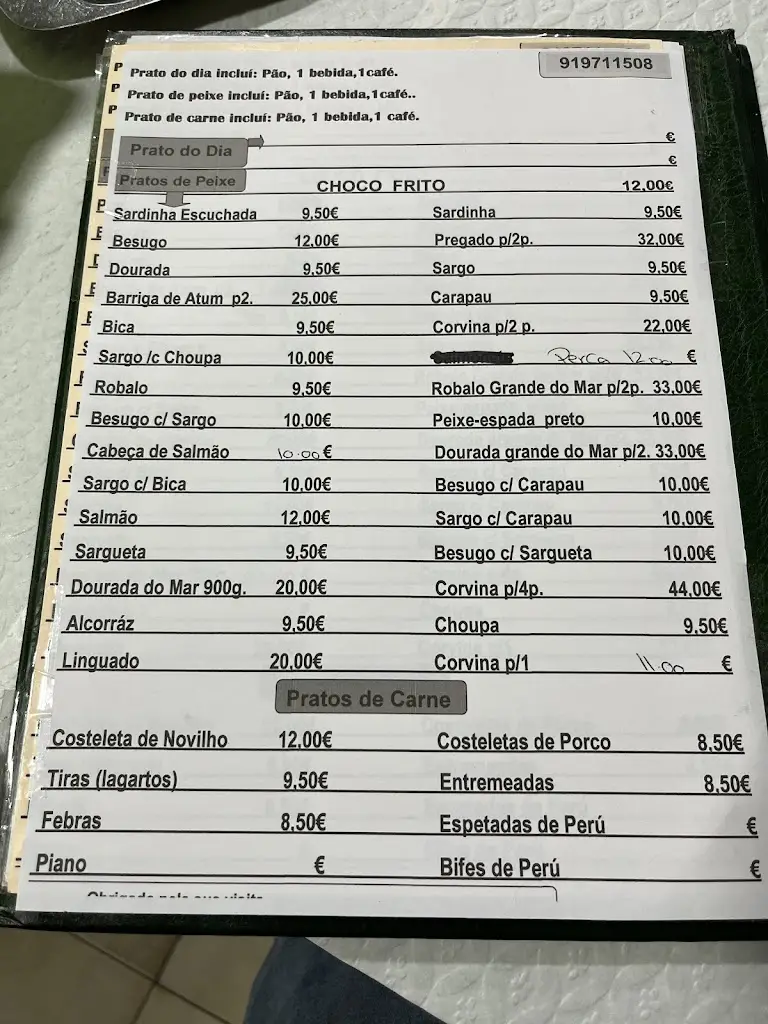 919711508
Prato do dia incluí: Pão, 1 bebida,1café.
Prato de peixe incluí: Pão, 1 bebida,1café..
Prato de carne incluí: Pão, 1 bebida,1 café.
Prato do Dia €
€
Pratos de Peixe CHOCO FRITO 12,00€
Sardinha Escuchada 9,50€ Sardinha 9,50€
Besugo 12,00€ Pregado p/2p. 32,00€
Dourada 9,50€ Sargo 9,50€
Barriga de Atum p2. 25,00€ Carapau 9,50€
Bica 9,50€ Corvina p/2 p. 22,00€
Sargo /c Choupa 10,00€ Perca 12.00 €
Robalo 9,50€ Robalo Grande do Mar p/2p. 33,00€
Besugo c/ Sargo 10,00€ Peixe-espada preto 10,00€
Cabeça de Salmão 10.00 € Dourada grande do Mar p/2. 33,00€
Sargo c/ Bica 10,00€ Besugo c/ Carapau 10,00€
Salmão 12,00€ Sargo c/ Carapau 10,00€
Sargueta 9,50€ Besugo c/ Sargueta 10,00€
Dourada do Mar 900g. 20,00€ Corvina p/4p. 44,00€
Alcorráz 9,50€ Choupa 9.50€
Linguado 20,00€ Corvina p/1 11.00 €
Pratos de Carne
Costeleta de Novilho 12,00€ Costeletas de Porco 8,50€
Tiras (lagartos) 9,50€ Entremeadas 8,50€
Febras 8,50€ Espetadas de Perú €
Piano € Bifes de Perú €